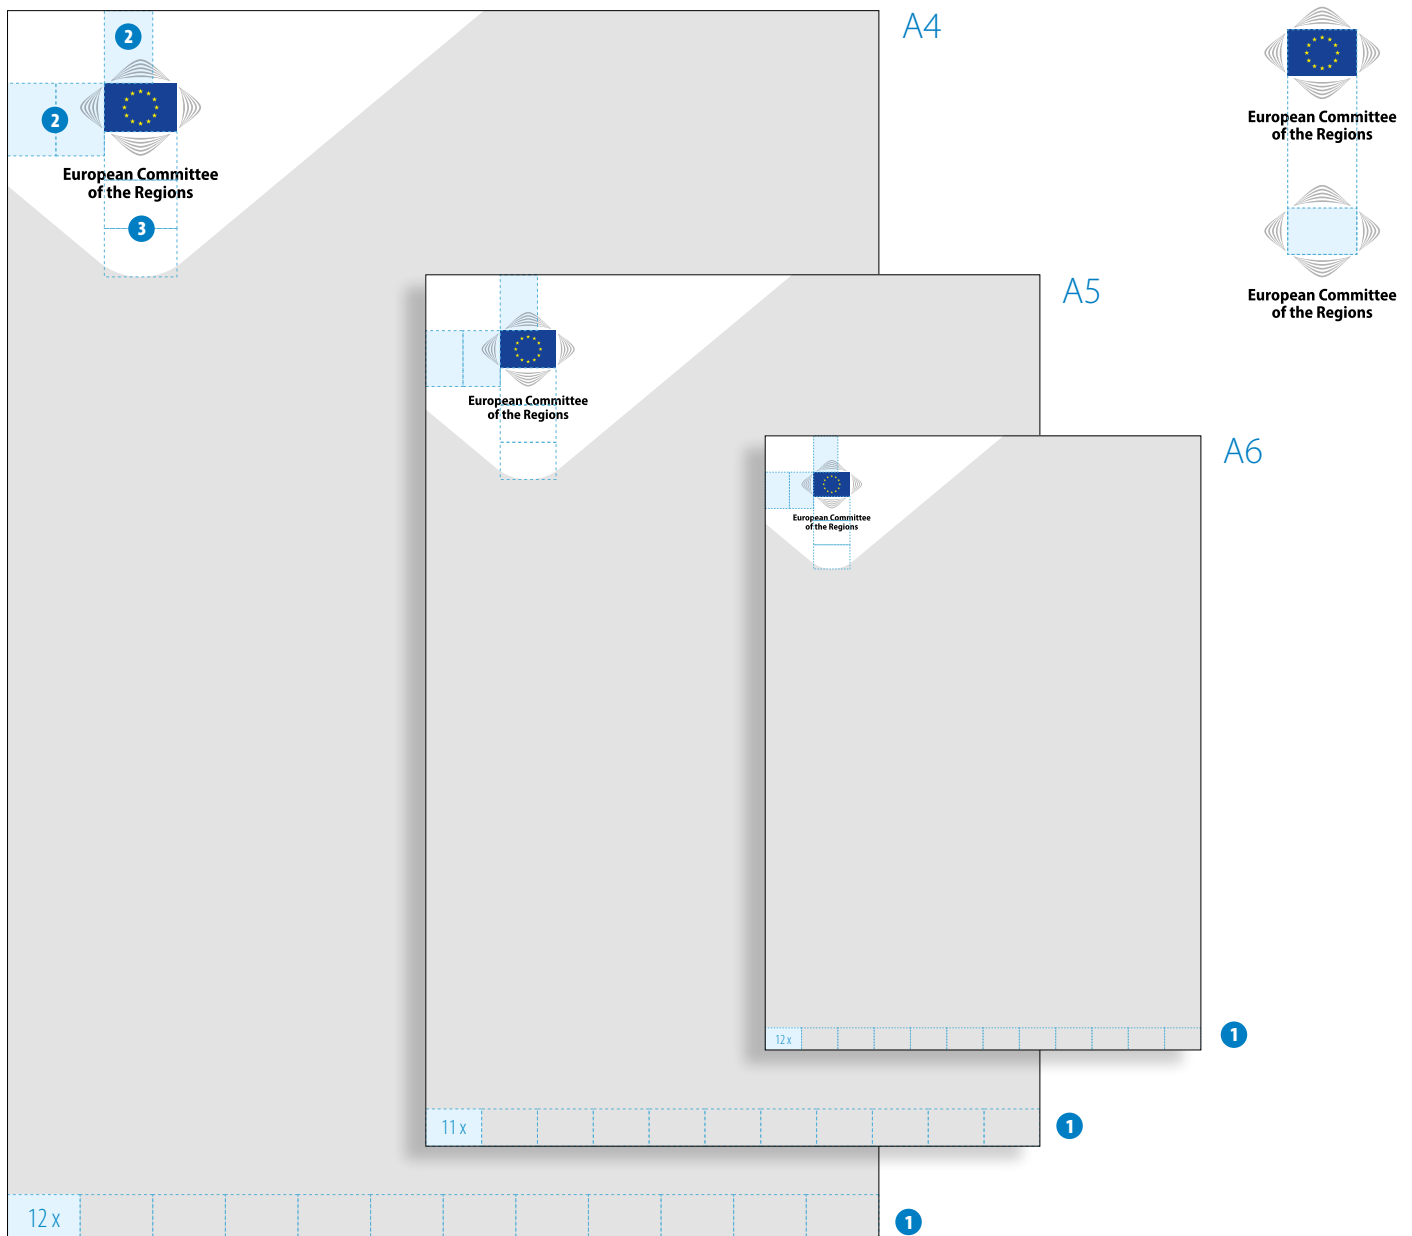 2
A4
2
European Committee
of the Regions
3
European Committee
of the Regions
European Committee
of the Regions
A5
European Committee
of the Regions
A6
European Committee
of the Regions
12 x
1
11 x
1
12 x
1